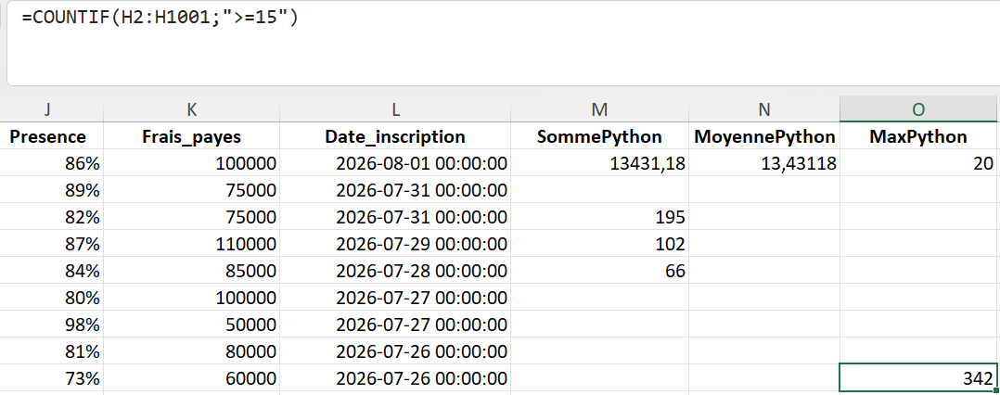 =COUNTIF(H2:H1001;">=15")
J K L M N O
Presence Frais_payes Date_inscription SommePython MoyennePython MaxPython
86% 100000 2026-08-01 00:00:00 13431,18 13,43118 20
89% 75000 2026-07-31 00:00:00
82% 75000 2026-07-31 00:00:00 195
87% 110000 2026-07-29 00:00:00 102
84% 85000 2026-07-28 00:00:00 66
80% 100000 2026-07-27 00:00:00
98% 50000 2026-07-27 00:00:00
81% 80000 2026-07-26 00:00:00
73% 60000 2026-07-26 00:00:00 342